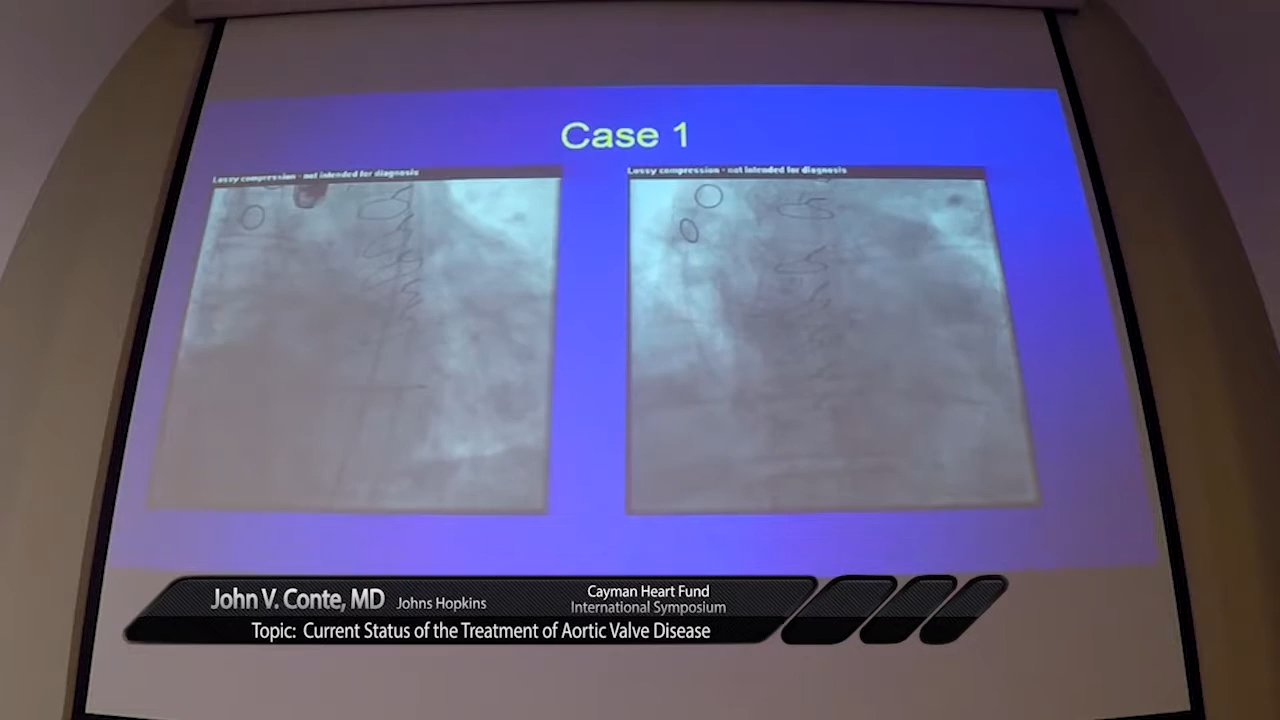 Case 1
Lossy compression - not intended for diagnosis
Lossy compression - not intended for diagnosis
John V. Conte, MD Johns Hopkins
Cayman Heart Fund
International Symposium
Topic: Current Status of the Treatment of Aortic Valve Disease